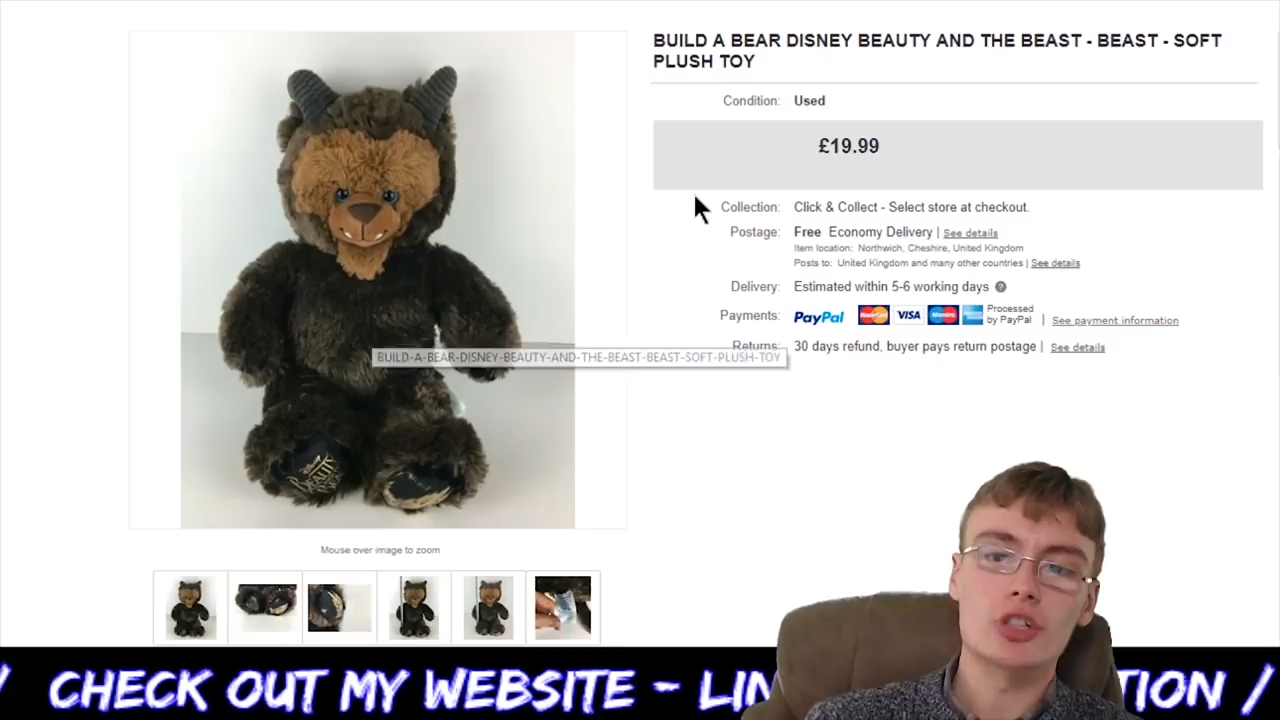 BUILD A BEAR DISNEY BEAUTY AND THE BEAST - BEAST - SOFT
PLUSH TOY
Condition: Used
£19.99
Collection: Click & Collect - Select store at checkout.
Postage: Free Economy Delivery | See details
Item location: Northwich, Cheshire, United Kingdom
Posts to: United Kingdom and many other countries | See details
Delivery: Estimated within 5-6 working days
Payments: PayPal MasterCard VISA Maestro Processed
by PayPal | See payment information
Returns: 30 days refund, buyer pays return postage | See details
BUILD-A-BEAR-DISNEY-BEAUTY-AND-THE-BEAST-BEAST-SOFT-PLUSH-TOY
BEAUTY
Mouse over image to zoom
/ CHECK OUT MY WEBSITE - LIN TION /